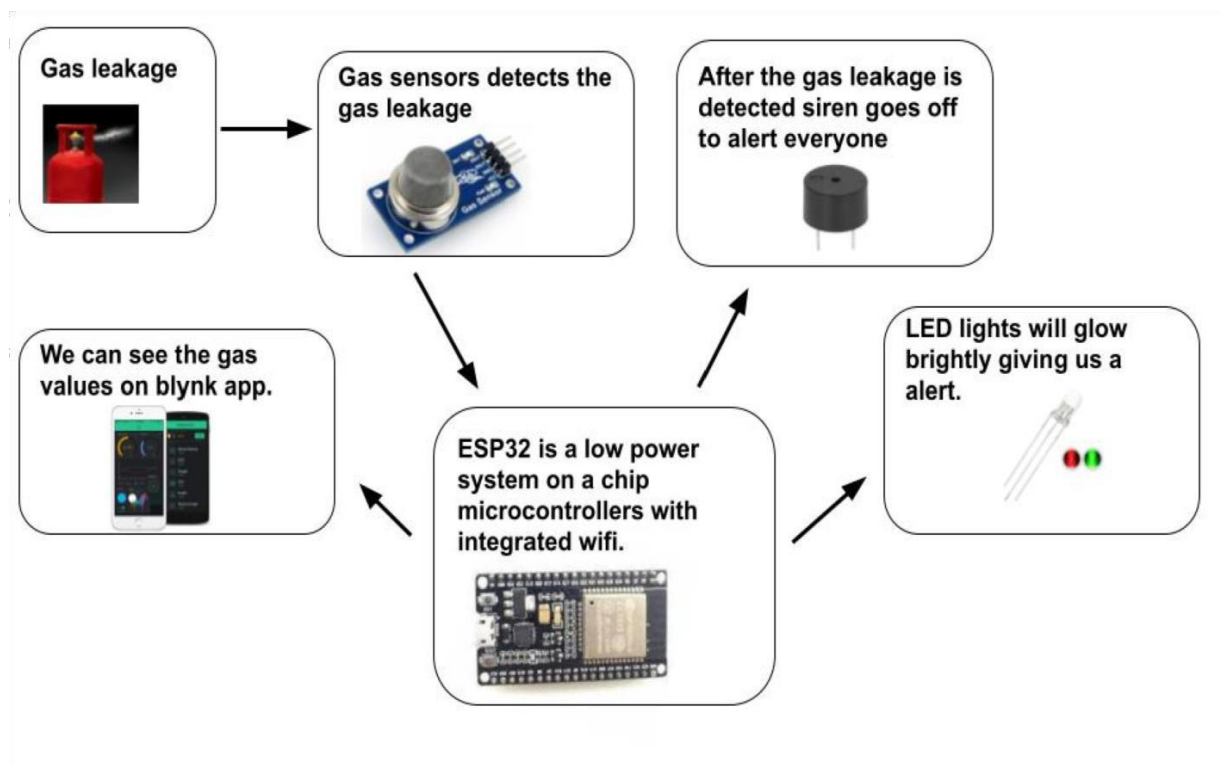 Gas leakage
Gas sensors detects the
gas leakage
Gas Sensor
After the gas leakage is
detected siren goes off
to alert everyone
We can see the gas
values on blynk app.
LED lights will glow
brightly giving us a
alert.
ESP32 is a low power
system on a chip
microcontrollers with
integrated wifi.